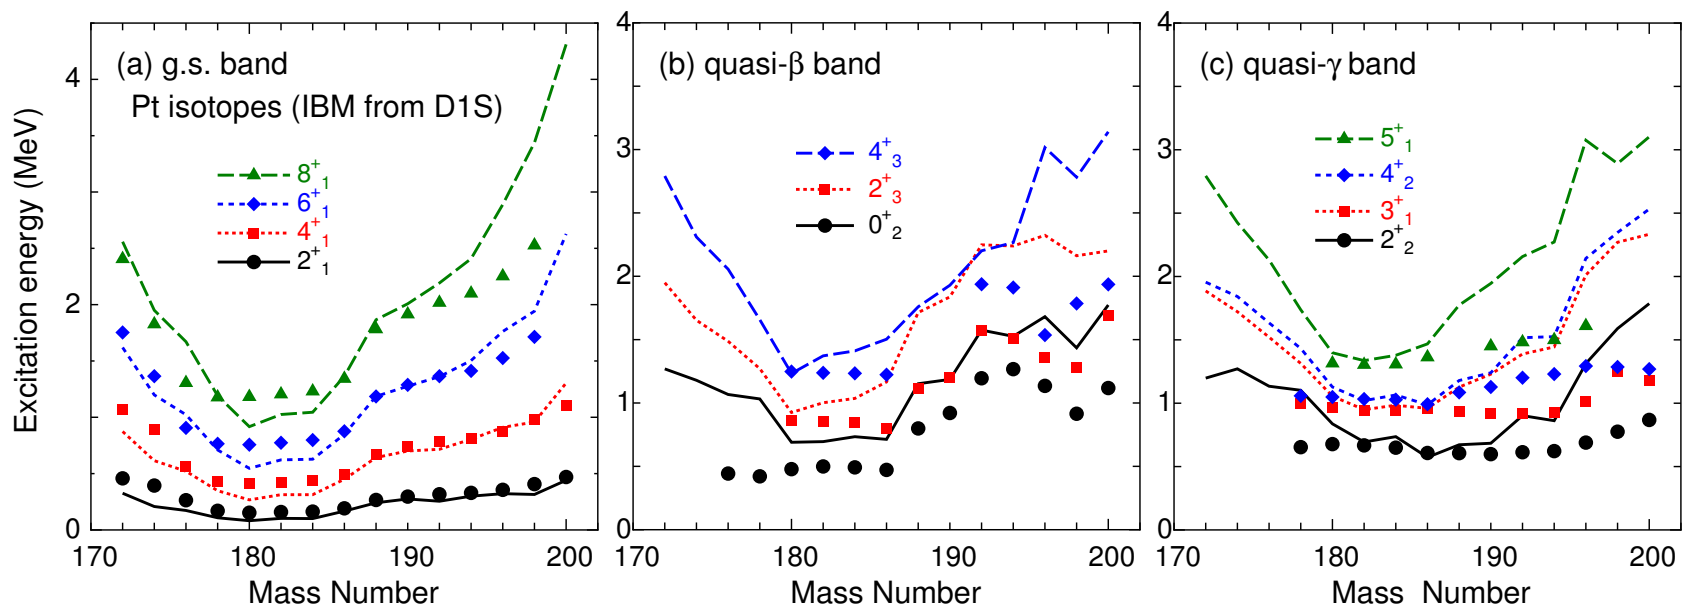 (a) g.s. band
Pt isotopes (IBM from D1S)
8⁺₁
6⁺₁
4⁺₁
2⁺₁
4
2
0
170 180 190 200
Mass Number
Excitation energy (MeV)
(b) quasi-β band
4⁺₃
2⁺₃
0⁺₂
4
3
2
1
0
170 180 190 200
Mass Number
(c) quasi-γ band
5⁺₁
4⁺₂
3⁺₁
2⁺₂
4
3
2
1
0
170 180 190 200
Mass Number